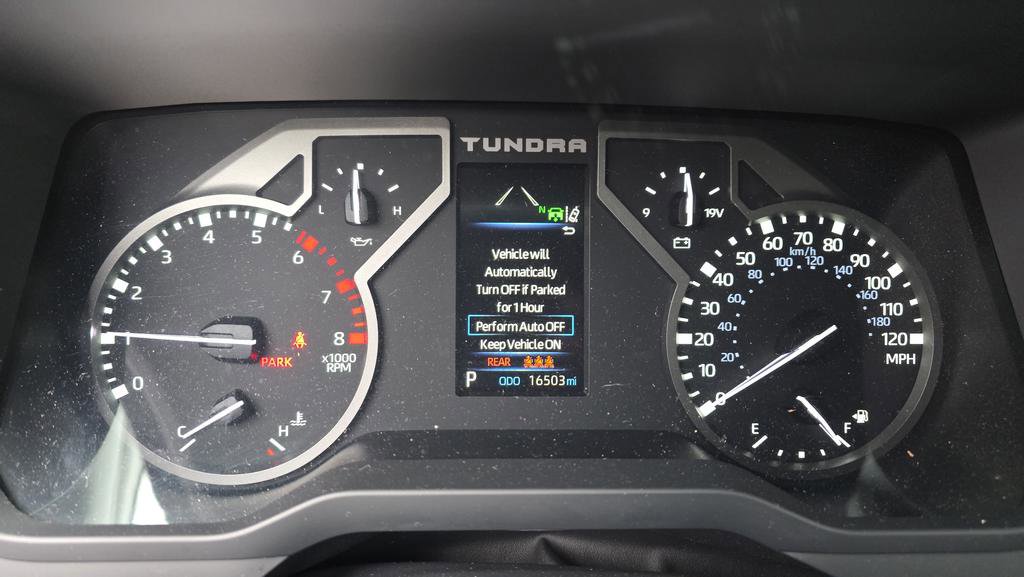 TUNDRA
L H
9 19V
N
Vehicle will
Automatically
Turn OFF if Parked
for 1 Hour
Perform Auto OFF
Keep Vehicle ON
REAR
P ODO 16503 mi
0 1 2 3 4 5 6 7 8
x1000
RPM
PARK
C H
0 10 20 30 40 50 60 70 80 90 100 110 120
MPH
km/h
20 40 60 80 100 120 140 160 180
E F